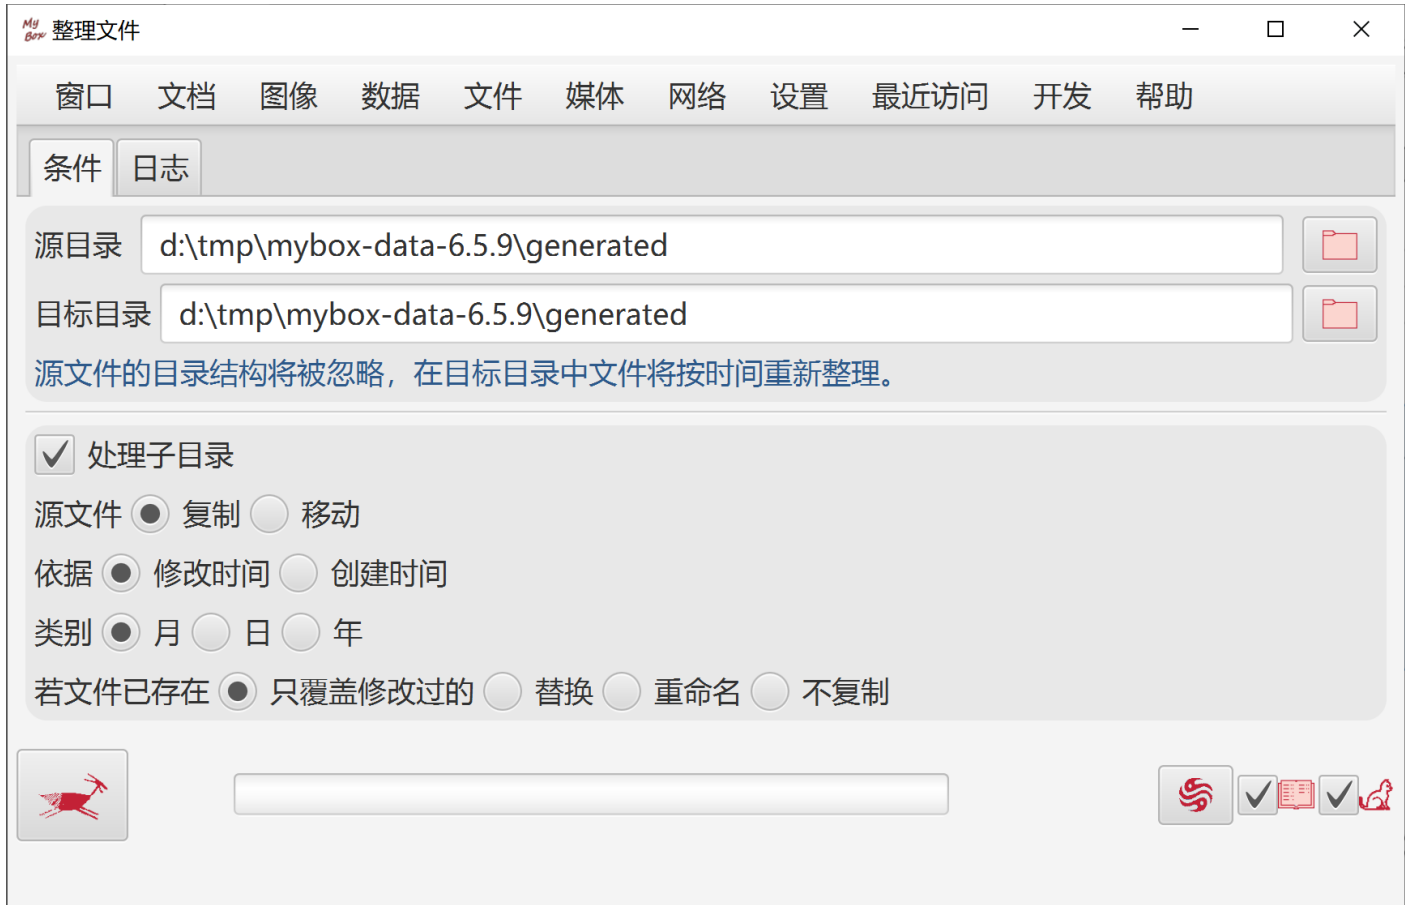 My Box 整理文件
窗口 文档 图像 数据 文件 媒体 网络 设置 最近访问 开发 帮助
条件 日志
源目录 d:\tmp\mybox-data-6.5.9\generated
目标目录 d:\tmp\mybox-data-6.5.9\generated
源文件的目录结构将被忽略，在目标目录中文件将按时间重新整理。
处理子目录
源文件 复制 移动
依据 修改时间 创建时间
类别 月 日 年
若文件已存在 只覆盖修改过的 替换 重命名 不复制